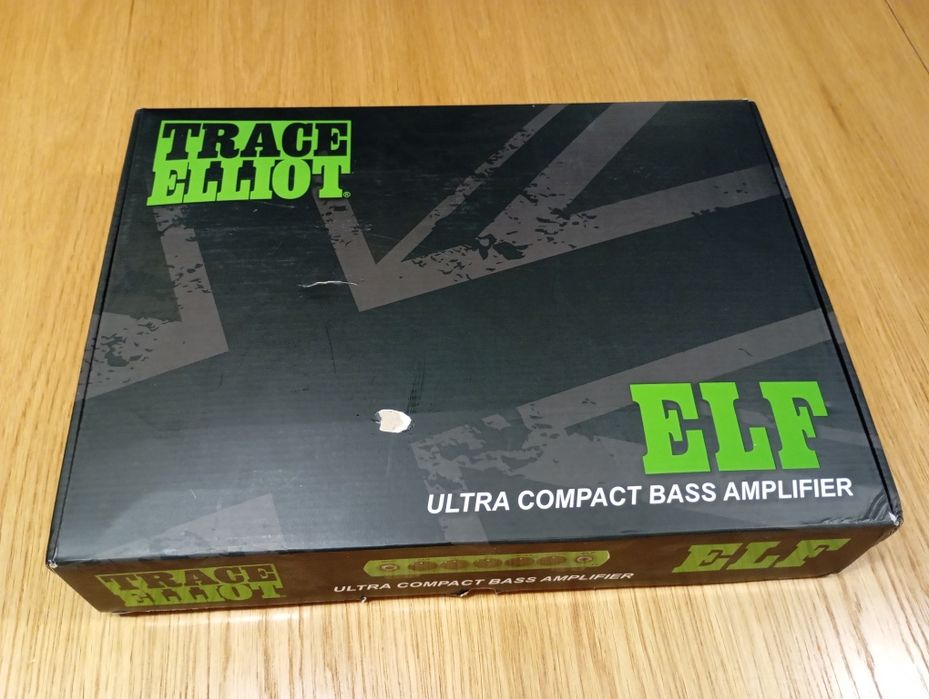 TRACE
ELLIOT®
ELF
ULTRA COMPACT BASS AMPLIFIER
TRACE
ELLIOT
ULTRA COMPACT BASS AMPLIFIER
ELF